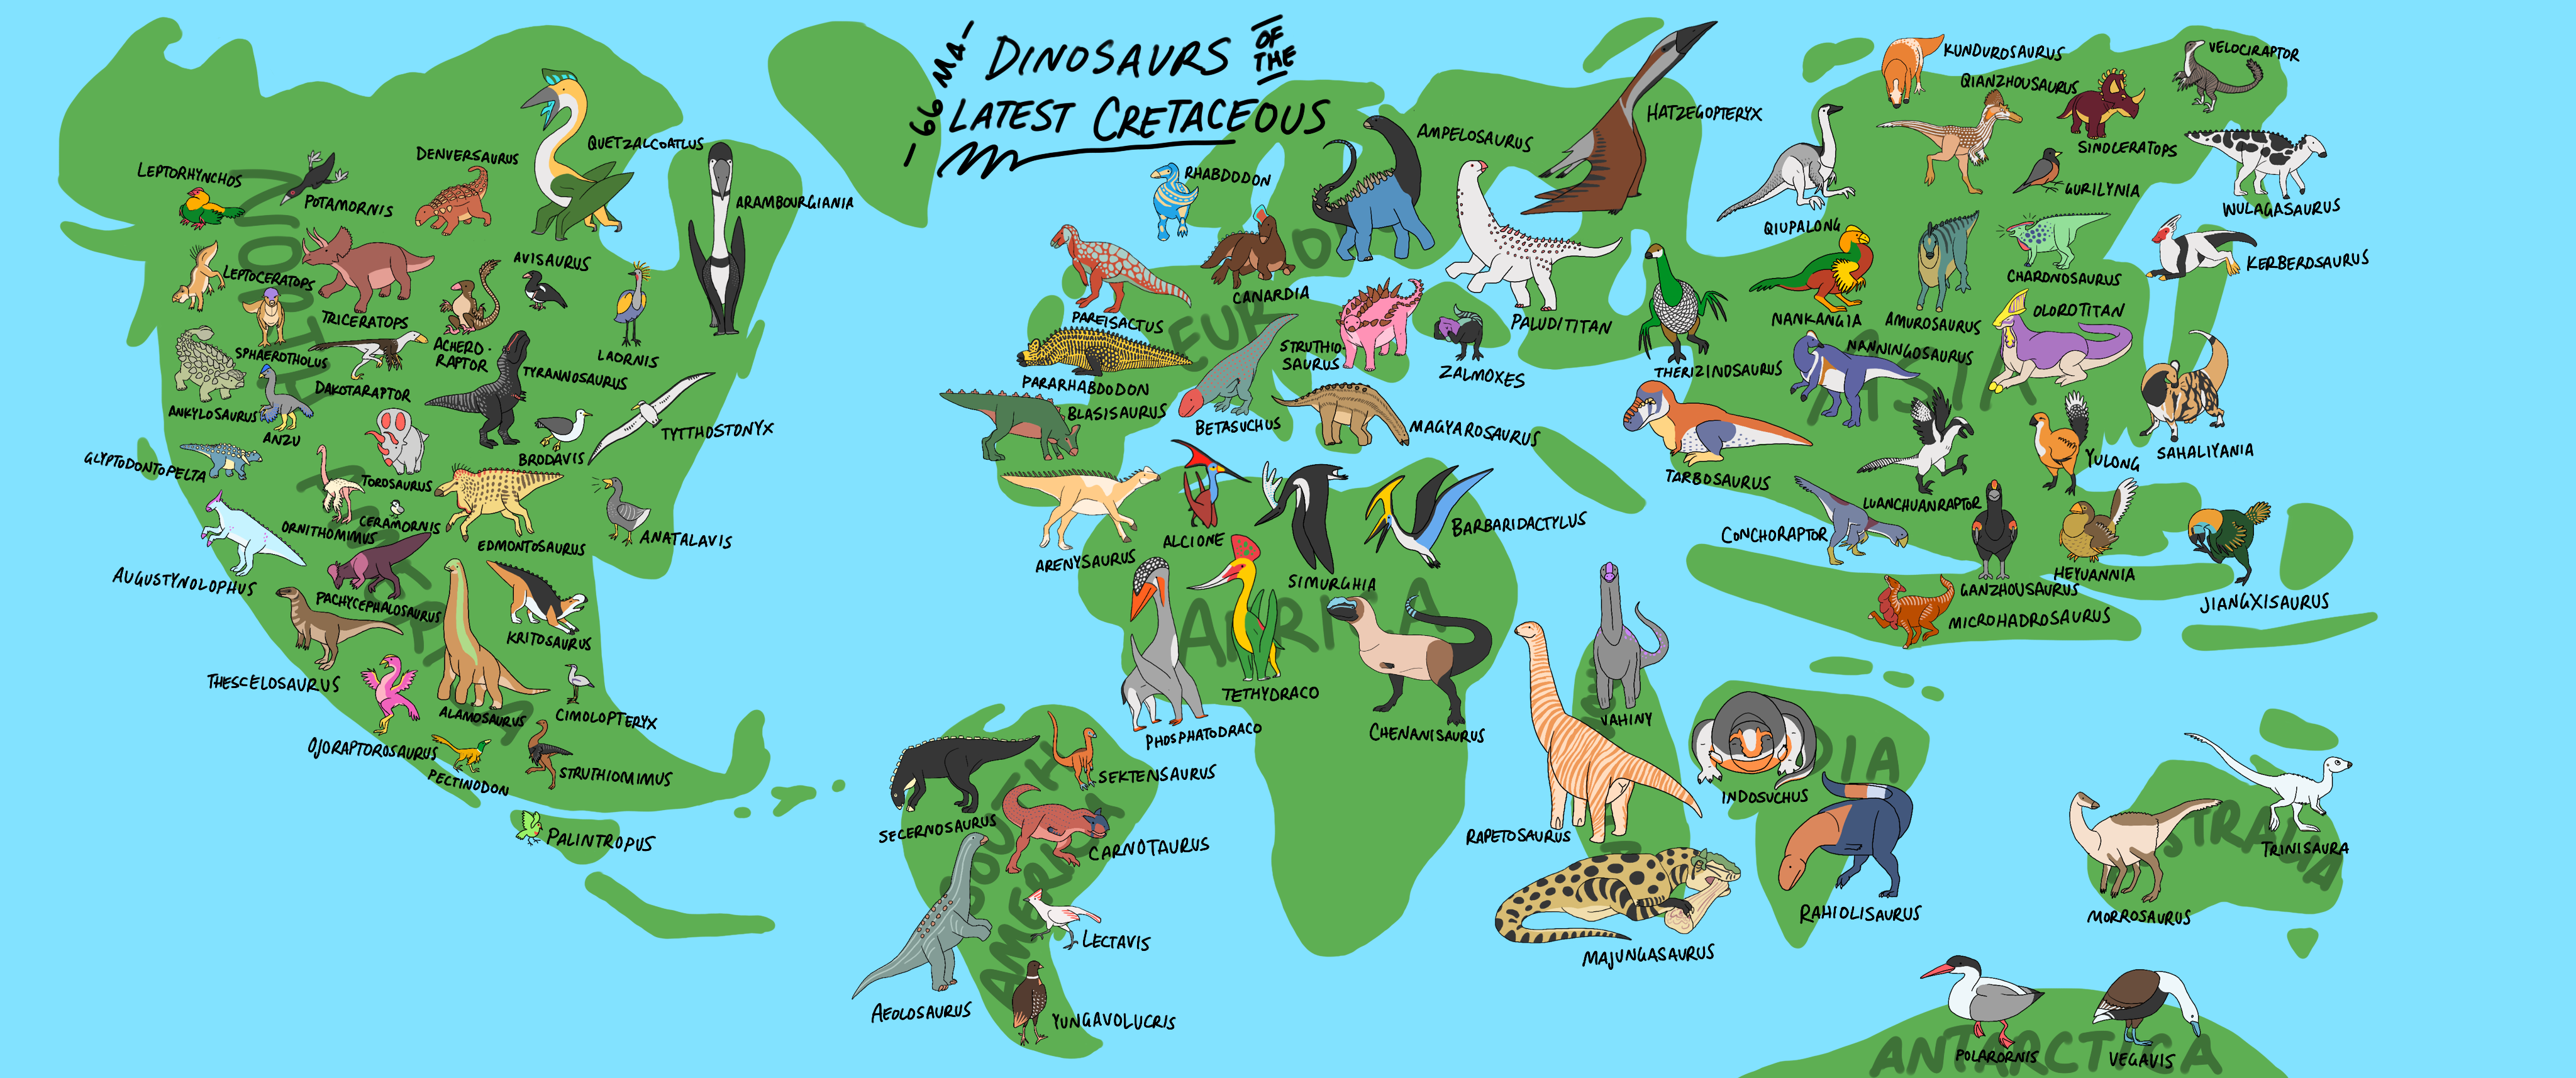 -66 MA-
DINOSAURS OF THE
LATEST CRETACEOUS
NORTH AMERICA
LEPTORHYNCHOS
POTAMORNIS
DENVERSAURUS
QUETZALCOATLUS
ARAMBOURGIANIA
LEPTOCERATOPS
TRICERATOPS
AVISAURUS
SPHAEROTHOLUS
ACHERO-
RAPTOR
LAORNIS
DAKOTARAPTOR
TYRANNOSAURUS
ANKYLOSAURUS
ANZU
TYTTHOSTONYX
BRODAVIS
GLYPTODONTOPELTA
TOROSAURUS
ORNITHOMIMUS
CERAMORNIS
EDMONTOSAURUS
ANATALAVIS
AUGUSTYNOLOPHUS
PACHYCEPHALOSAURUS
KRITOSAURUS
THESCELOSAURUS
ALAMOSAURUS
CIMOLOPTERYX
OJORAPTOROSAURUS
PECTINODON
STRUTHIOMIMUS
PALINTROPUS
EUROPE
RHABDODON
AMPELOSAURUS
HATZEGOPTERYX
CANARDIA
PAREISACTUS
STRUTHIO
SAURUS
ZALMOXES
PALUDITITAN
PARARHABDODON
BLASISAURUS
BETASUCHUS
MAGYAROSAURUS
ARENYSAURUS
AFRICA
ALCIONE
SIMURGHIA
BARBARIDACTYLUS
PHOSPHATODRACO
TETHYDRACO
CHENANISAURUS
SOUTH
AMERICA
SECERNOSAURUS
SEKTENSAURUS
CARNOTAURUS
LECTAVIS
AEOLOSAURUS
YUNGAVOLUCRIS
ASIA
KUNDUROSAURUS
VELOCIRAPTOR
QIANZHOUSAURUS
SINOCERATOPS
GURILYNIA
WULAGASAURUS
QIUPALONG
KERBEROSAURUS
CHARONOSAURUS
NANKANGIA
AMUROSAURUS
OLOROTITAN
THERIZINOSAURUS
NANNINGOSAURUS
TARBOSAURUS
YULONG
SAHALIYANIA
LUANCHUANRAPTOR
CONCHORAPTOR
HEYUANNIA
GANZHOUSAURUS
JIANGXISAURUS
MICROHADROSAURUS
VAHINY
RAPETOSAURUS
MAJUNGASAURUS
DIA
INDOSUCHUS
RAHIOLISAURUS
STRALIA
TRINISAURA
MORROSAURUS
ANTARCTICA
POLARORNIS
VEGAVIS